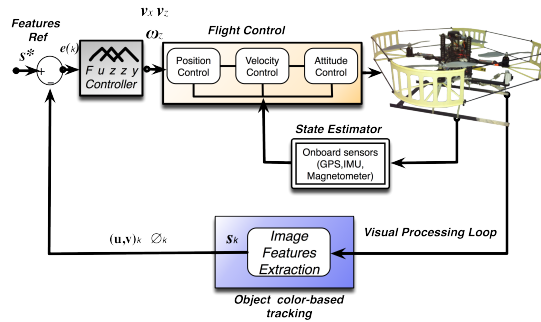 Features
Ref
s*
+
−
e(k)
Fuzzy
Controller
vx vz
ωz
Flight Control
Position
Control
Velocity
Control
Attitude
Control
State Estimator
Onboard sensors
(GPS,IMU,
Magnetometer)
Visual Processing Loop
(u,v)k ∅k
sk
Image
Features
Extraction
Object color-based
tracking